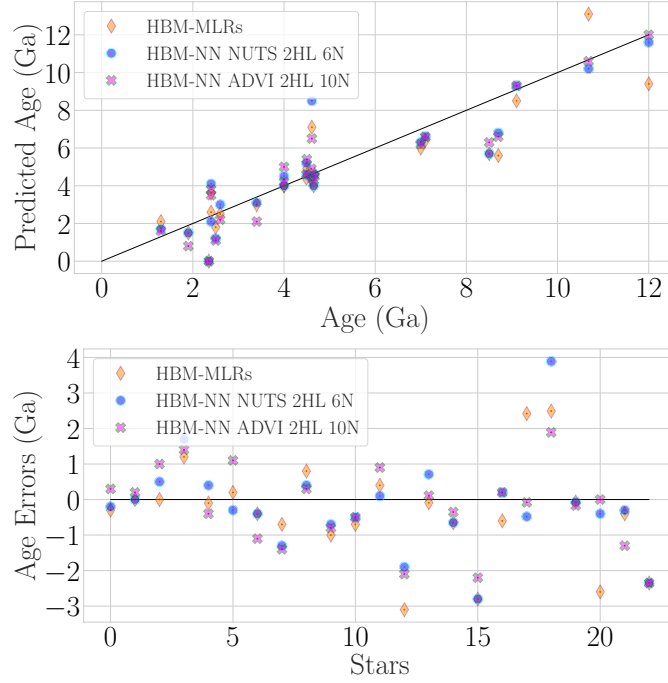 Predicted Age (Ga)
12
10
8
6
4
2
0
HBM-MLRs
HBM-NN NUTS 2HL 6N
HBM-NN ADVI 2HL 10N
0 2 4 6 8 10 12
Age (Ga)
Age Errors (Ga)
4
3
2
1
0
−1
−2
−3
HBM-MLRs
HBM-NN NUTS 2HL 6N
HBM-NN ADVI 2HL 10N
0 5 10 15 20
Stars